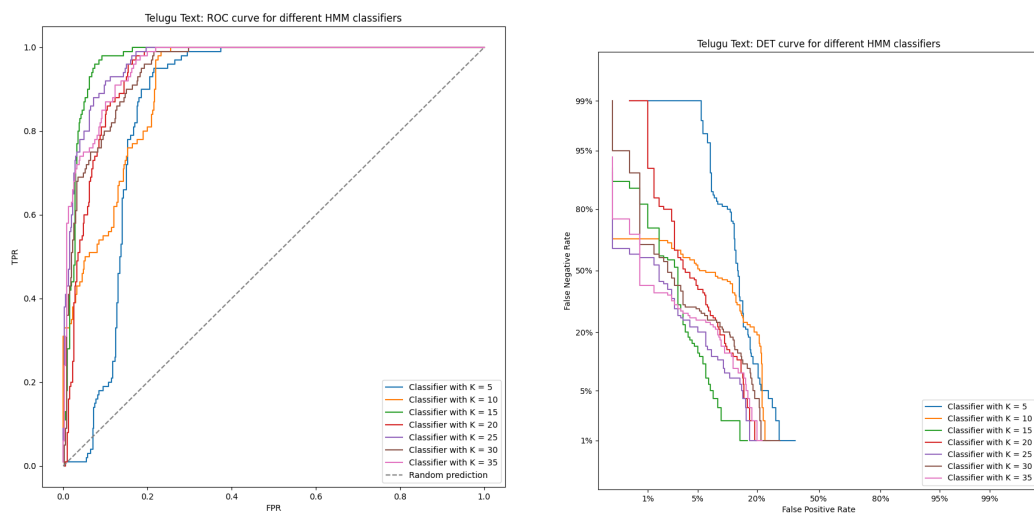 Telugu Text: ROC curve for different HMM classifiers
1.0
0.8
0.6
0.4
0.2
0.0
TPR
0.0 0.2 0.4 0.6 0.8 1.0
FPR
Classifier with K = 5
Classifier with K = 10
Classifier with K = 15
Classifier with K = 20
Classifier with K = 25
Classifier with K = 30
Classifier with K = 35
Random prediction
Telugu Text: DET curve for different HMM classifiers
99%
95%
80%
50%
20%
5%
1%
False Negative Rate
1% 5% 20% 50% 80% 95% 99%
False Positive Rate
Classifier with K = 5
Classifier with K = 10
Classifier with K = 15
Classifier with K = 20
Classifier with K = 25
Classifier with K = 30
Classifier with K = 35